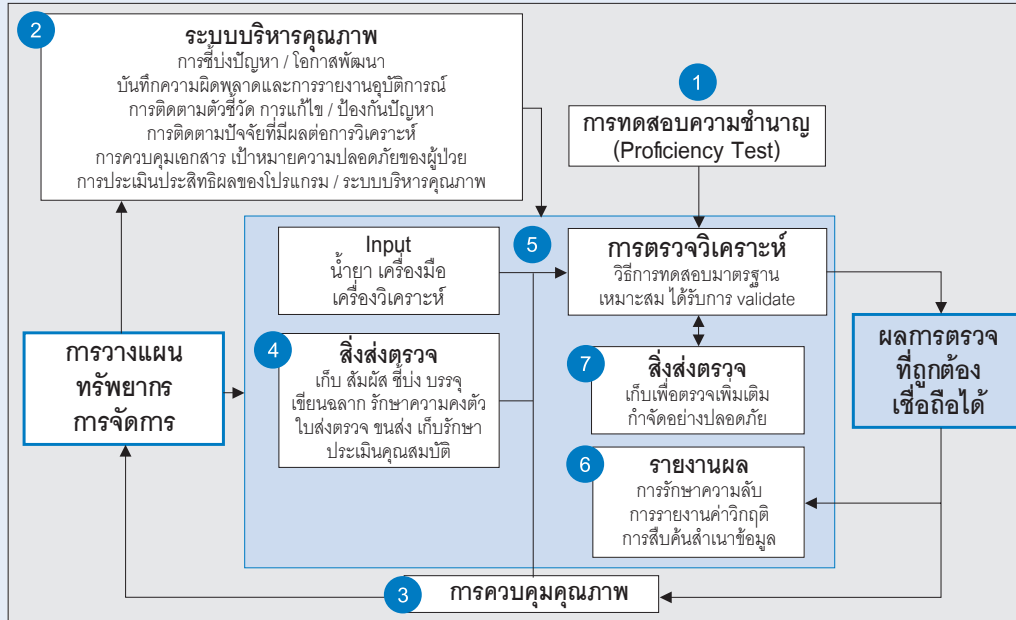 2
ระบบบริหารคุณภาพ
การชี้บ่งปัญหา / โอกาสพัฒนา
บันทึกความผิดพลาดและการรายงานอุบัติการณ์
การติดตามตัวชี้วัด การแก้ไข / ป้องกันปัญหา
การติดตามปัจจัยที่มีผลต่อการวิเคราะห์
การควบคุมเอกสาร เป้าหมายความปลอดภัยของผู้ป่วย
การประเมินประสิทธิผลของโปรแกรม / ระบบบริหารคุณภาพ
1
การทดสอบความชำนาญ
(Proficiency Test)
Input
น้ำยา เครื่องมือ
เครื่องวิเคราะห์
5
การตรวจวิเคราะห์
วิธีการทดสอบมาตรฐาน
เหมาะสม ได้รับการ validate
การวางแผน
ทรัพยากร
การจัดการ
4
สิ่งส่งตรวจ
เก็บ สัมผัส ชี้บ่ง บรรจุ
เขียนฉลาก รักษาความคงตัว
ใบส่งตรวจ ขนส่ง เก็บรักษา
ประเมินคุณสมบัติ
7
สิ่งส่งตรวจ
เก็บเพื่อตรวจเพิ่มเติม
กำจัดอย่างปลอดภัย
ผลการตรวจ
ที่ถูกต้อง
เชื่อถือได้
6
รายงานผล
การรักษาความลับ
การรายงานค่าวิกฤติ
การสืบค้นสำเนาข้อมูล
3
การควบคุมคุณภาพ